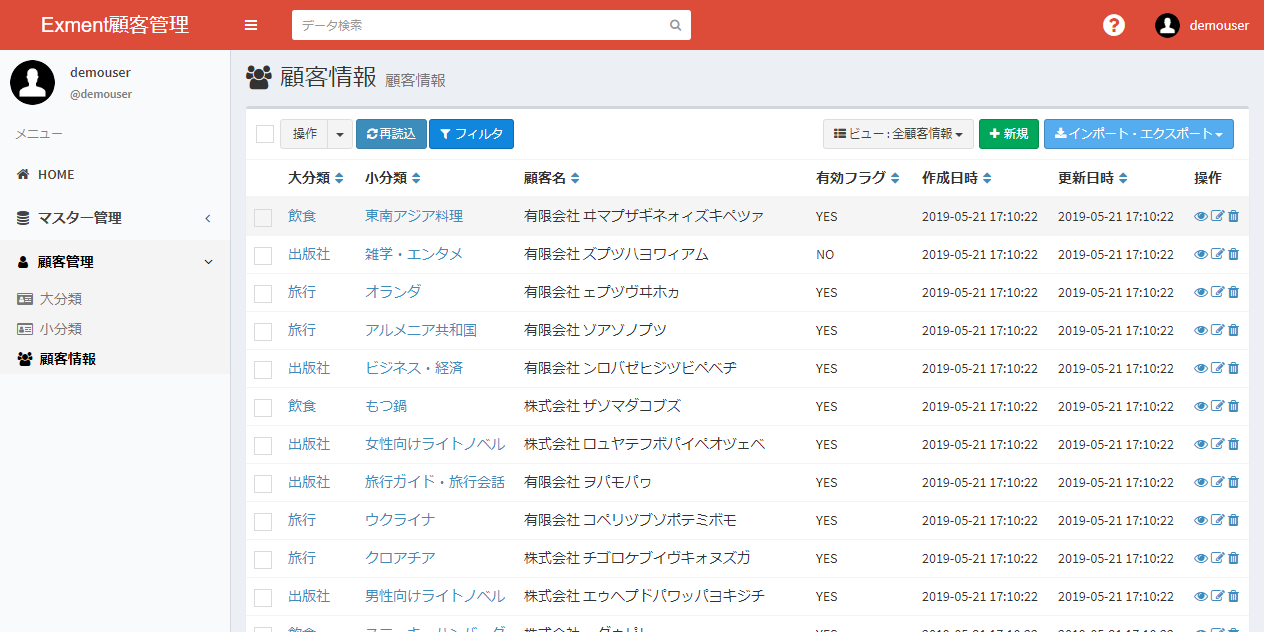 Exment顧客管理
データ検索
demouser
demouser
@demouser
メニュー
HOME
マスター管理
顧客管理
大分類
小分類
顧客情報
顧客情報 顧客情報
操作 再読込 フィルタ ビュー : 全顧客情報 新規 インポート・エクスポート
大分類 小分類 顧客名 有効フラグ 作成日時 更新日時 操作
飲食 東南アジア料理 有限会社 ヰマプザギネォィズキペツァ YES 2019-05-21 17:10:22 2019-05-21 17:10:22
出版社 雑学・エンタメ 有限会社 ズプヅハヨワィアム NO 2019-05-21 17:10:22 2019-05-21 17:10:22
旅行 オランダ 有限会社 ェプヅヴヰホヵ YES 2019-05-21 17:10:22 2019-05-21 17:10:22
旅行 アルメニア共和国 有限会社 ゾアゾノプツ YES 2019-05-21 17:10:22 2019-05-21 17:10:22
出版社 ビジネス・経済 有限会社 ンロバゼヒジヅビペベヂ YES 2019-05-21 17:10:22 2019-05-21 17:10:22
飲食 もつ鍋 株式会社 ザソマダコブズ YES 2019-05-21 17:10:22 2019-05-21 17:10:22
出版社 女性向けライトノベル 株式会社 ロュヤテフボパイペオヅェベ YES 2019-05-21 17:10:22 2019-05-21 17:10:22
出版社 旅行ガイド・旅行会話 有限会社 ヲパモパヮ YES 2019-05-21 17:10:22 2019-05-21 17:10:22
旅行 ウクライナ 有限会社 コペリヅブソポテミボモ YES 2019-05-21 17:10:22 2019-05-21 17:10:22
旅行 クロアチア 株式会社 チゴロケブイヴキォヌズガ YES 2019-05-21 17:10:22 2019-05-21 17:10:22
出版社 男性向けライトノベル 株式会社 エゥヘプドパワッパヨキジチ YES 2019-05-21 17:10:22 2019-05-21 17:10:22